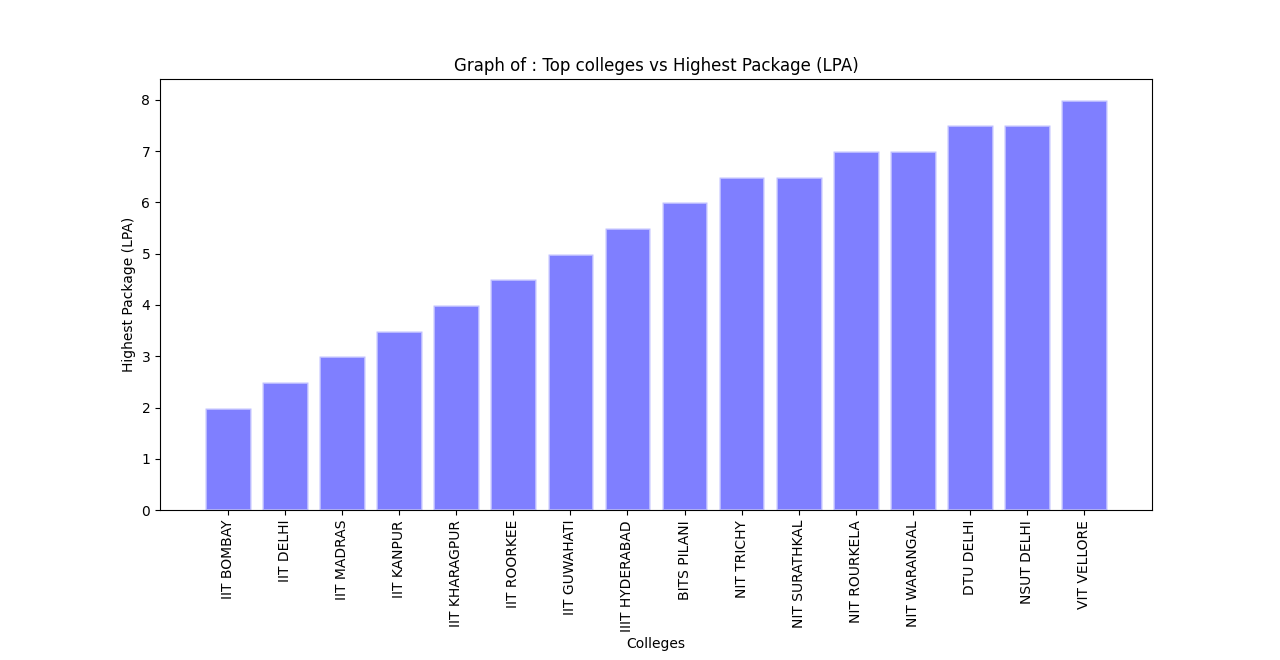 Graph of : Top colleges vs Highest Package (LPA)
Highest Package (LPA)
8
7
6
5
4
3
2
1
0
IIT BOMBAY
IIT DELHI
IIT MADRAS
IIT KANPUR
IIT KHARAGPUR
IIT ROORKEE
IIT GUWAHATI
IIIT HYDERABAD
BITS PILANI
NIT TRICHY
NIT SURATHKAL
NIT ROURKELA
NIT WARANGAL
DTU DELHI
NSUT DELHI
VIT VELLORE
Colleges